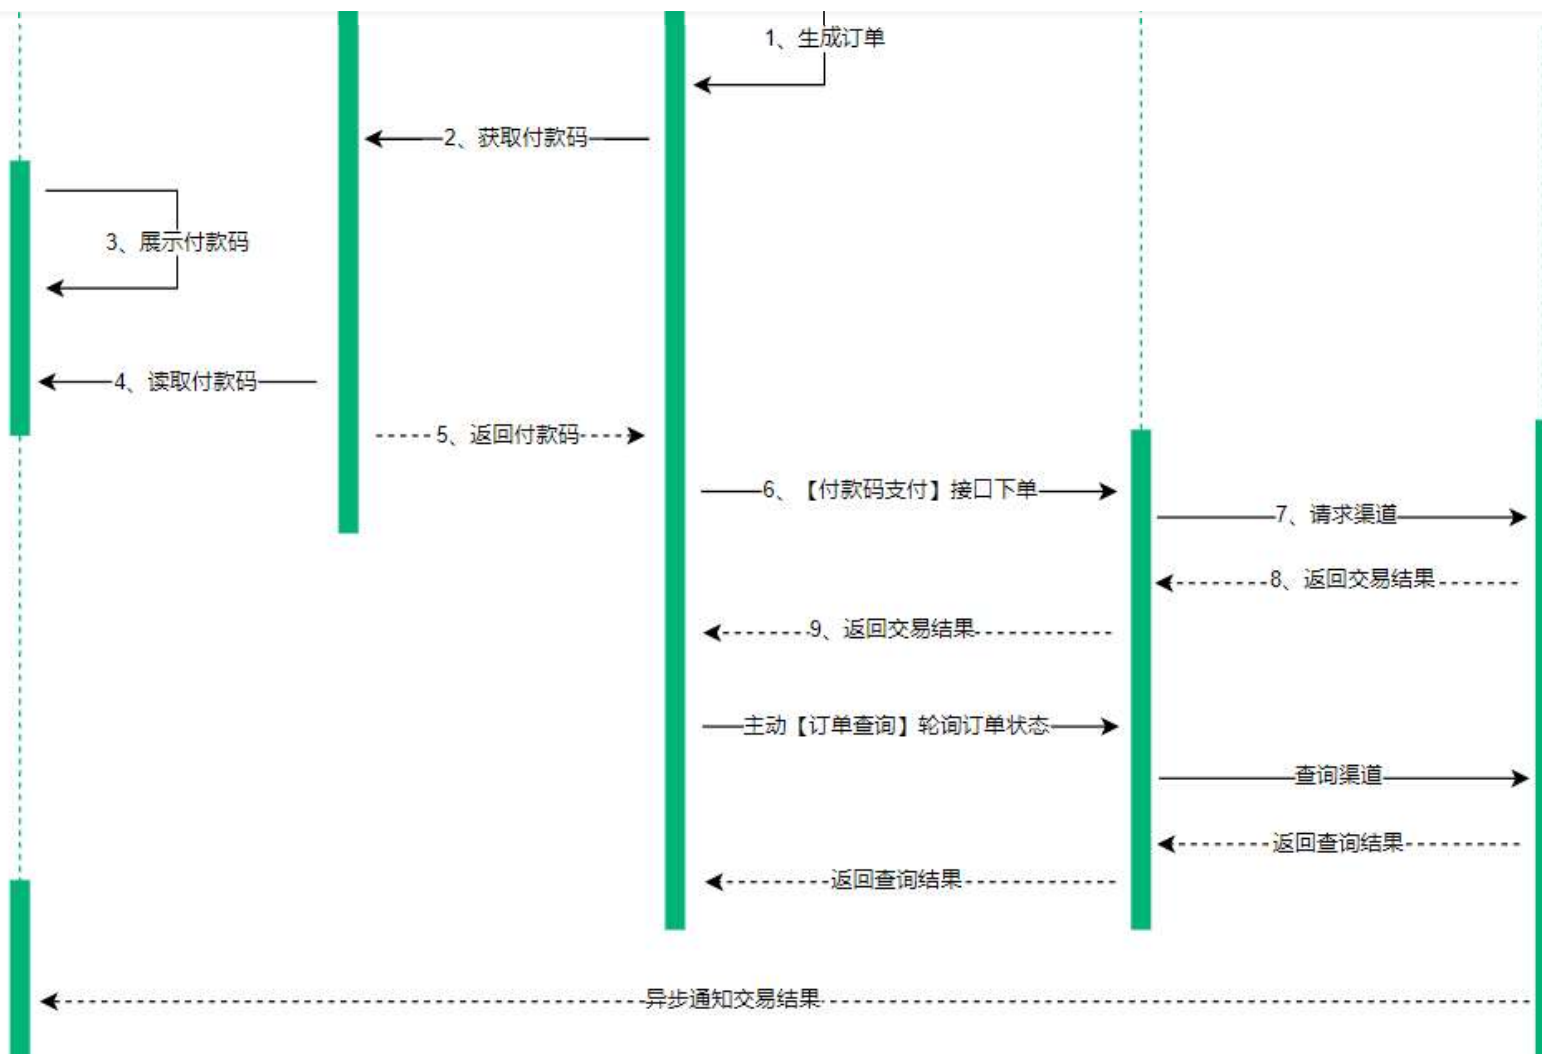 1、生成订单
2、获取付款码
3、展示付款码
4、读取付款码
5、返回付款码
6、【付款码支付】接口下单
7、请求渠道
8、返回交易结果
9、返回交易结果
主动【订单查询】轮询订单状态
查询渠道
返回查询结果
返回查询结果
异步通知交易结果